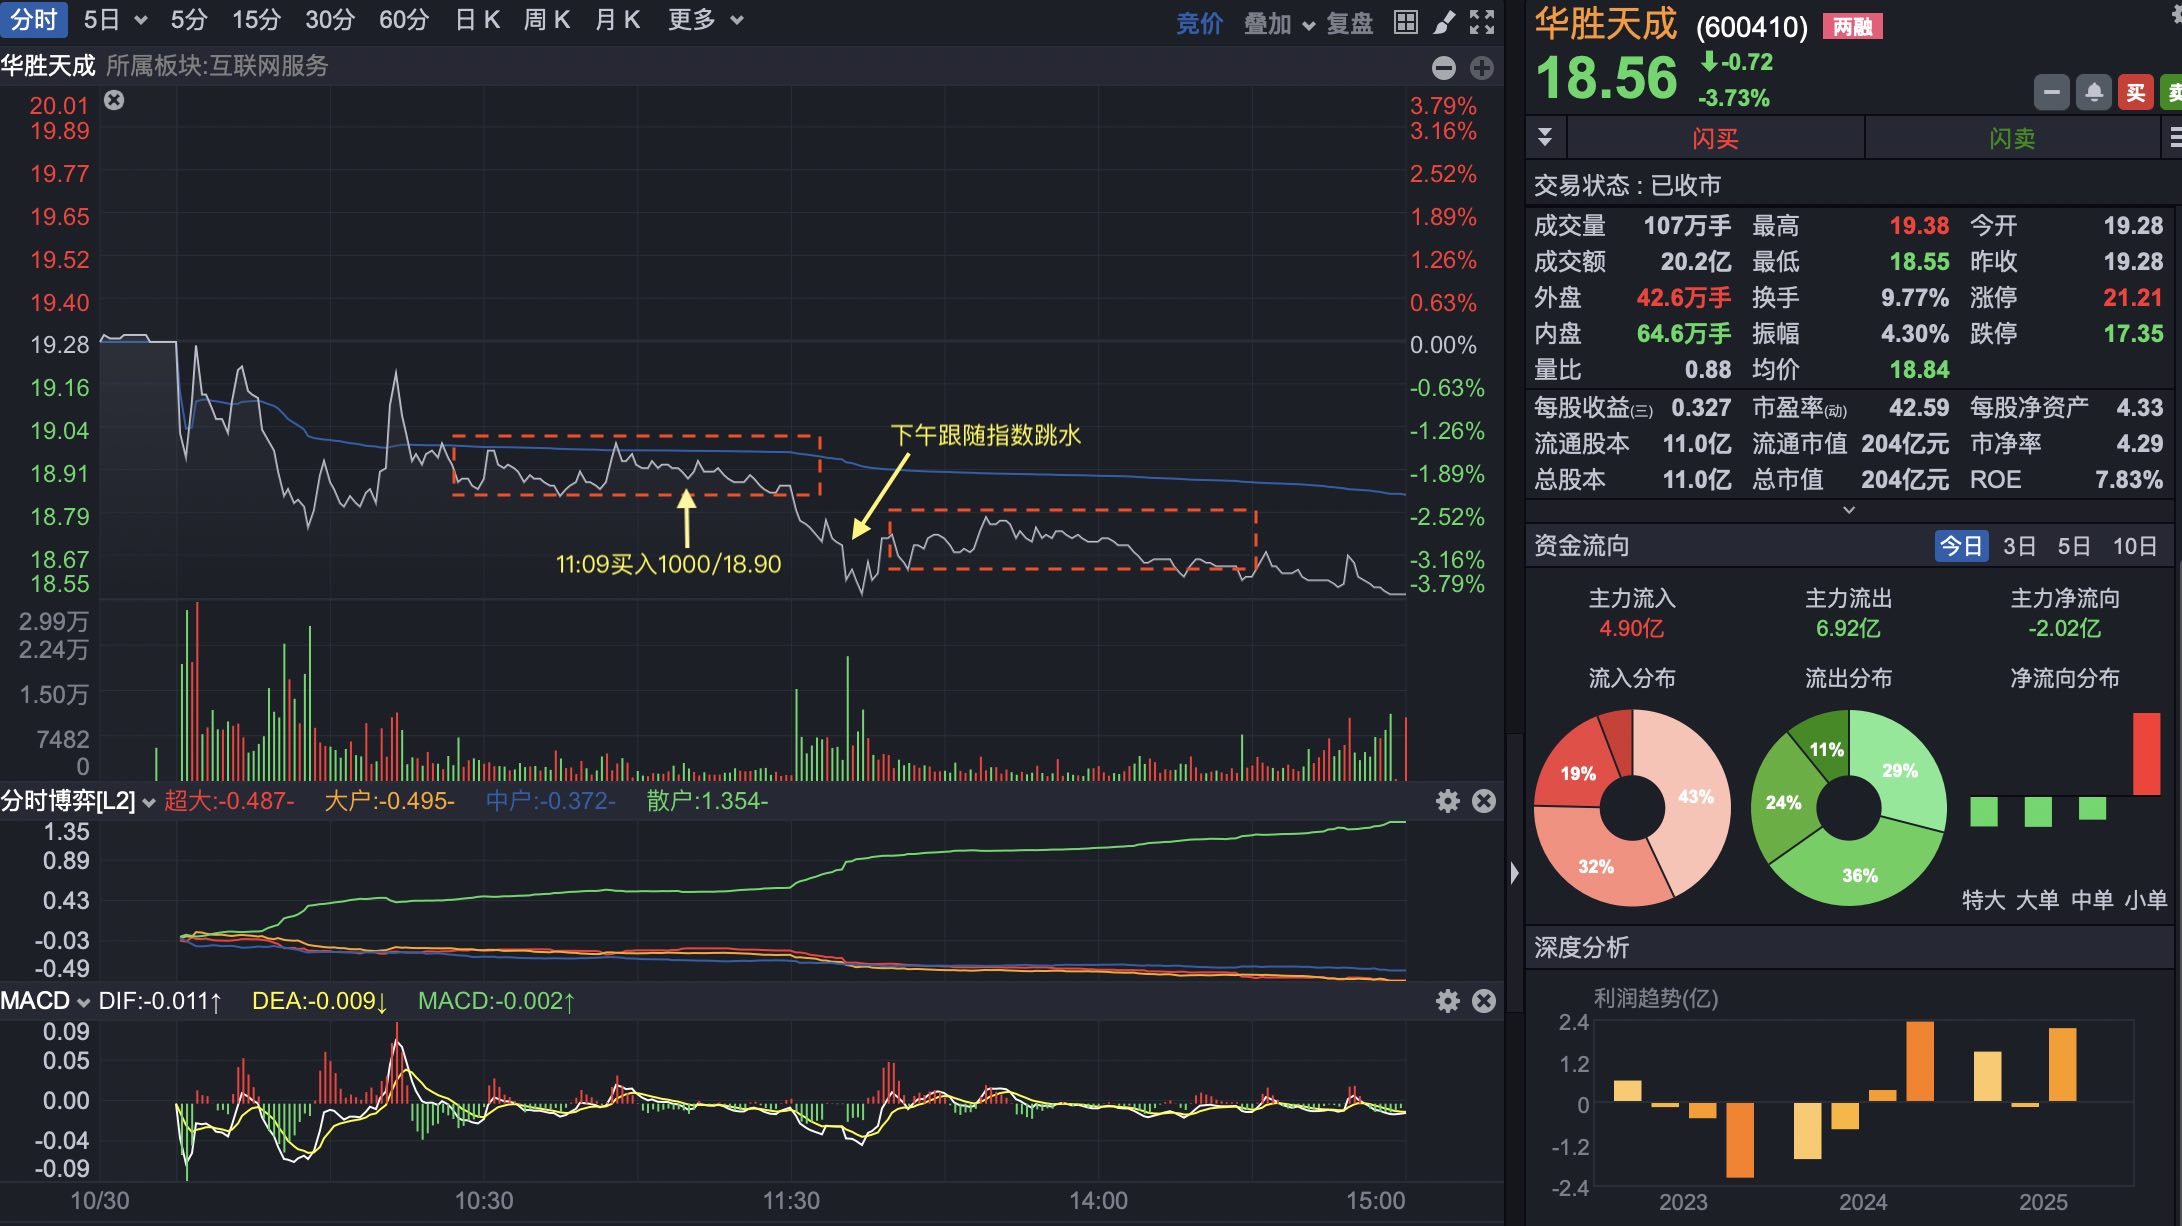 分时 5日 5分 15分 30分 60分 日K 周K 月K 更多 竞价 叠加 复盘
华胜天成 所属板块:互联网服务
20.01 3.79%
19.89 3.16%
19.77 2.52%
19.65 1.89%
19.52 1.26%
19.40 0.63%
19.28 0.00%
19.16 -0.63%
19.04 -1.26%
下午跟随指数跳水
18.91 -1.89%
18.79 -2.52%
18.67 -3.16%
11:09买入1000/18.90
18.55 -3.79%
2.99万
2.24万
1.50万
7482
0
分时博弈[L2] 超大:-0.487- 大户:-0.495- 中户:-0.372- 散户:1.354-
1.35
0.89
0.43
-0.03
-0.49
MACD DIF:-0.011↑ DEA:-0.009↓ MACD:-0.002↑
0.09
0.05
0.00
-0.04
-0.09
10/30 10:30 11:30 14:00 15:00
华胜天成 (600410) 两融
18.56 -0.72
-3.73%
买
闪买 闪卖
交易状态 : 已收市
成交量 107万手 最高 19.38 今开 19.28
成交额 20.2亿 最低 18.55 昨收 19.28
外盘 42.6万手 换手 9.77% 涨停 21.21
内盘 64.6万手 振幅 4.30% 跌停 17.35
量比 0.88 均价 18.84
每股收益(三) 0.327 市盈率(动) 42.59 每股净资产 4.33
流通股本 11.0亿 流通市值 204亿元 市净率 4.29
总股本 11.0亿 总市值 204亿元 ROE 7.83%
资金流向 今日 3日 5日 10日
主力流入 主力流出 主力净流向
4.90亿 6.92亿 -2.02亿
流入分布 流出分布 净流向分布
19% 43% 32%
11% 29% 24% 36%
特大 大单 中单 小单
深度分析
利润趋势(亿)
2.4
1.2
0
-1.2
-2.4
2023 2024 2025